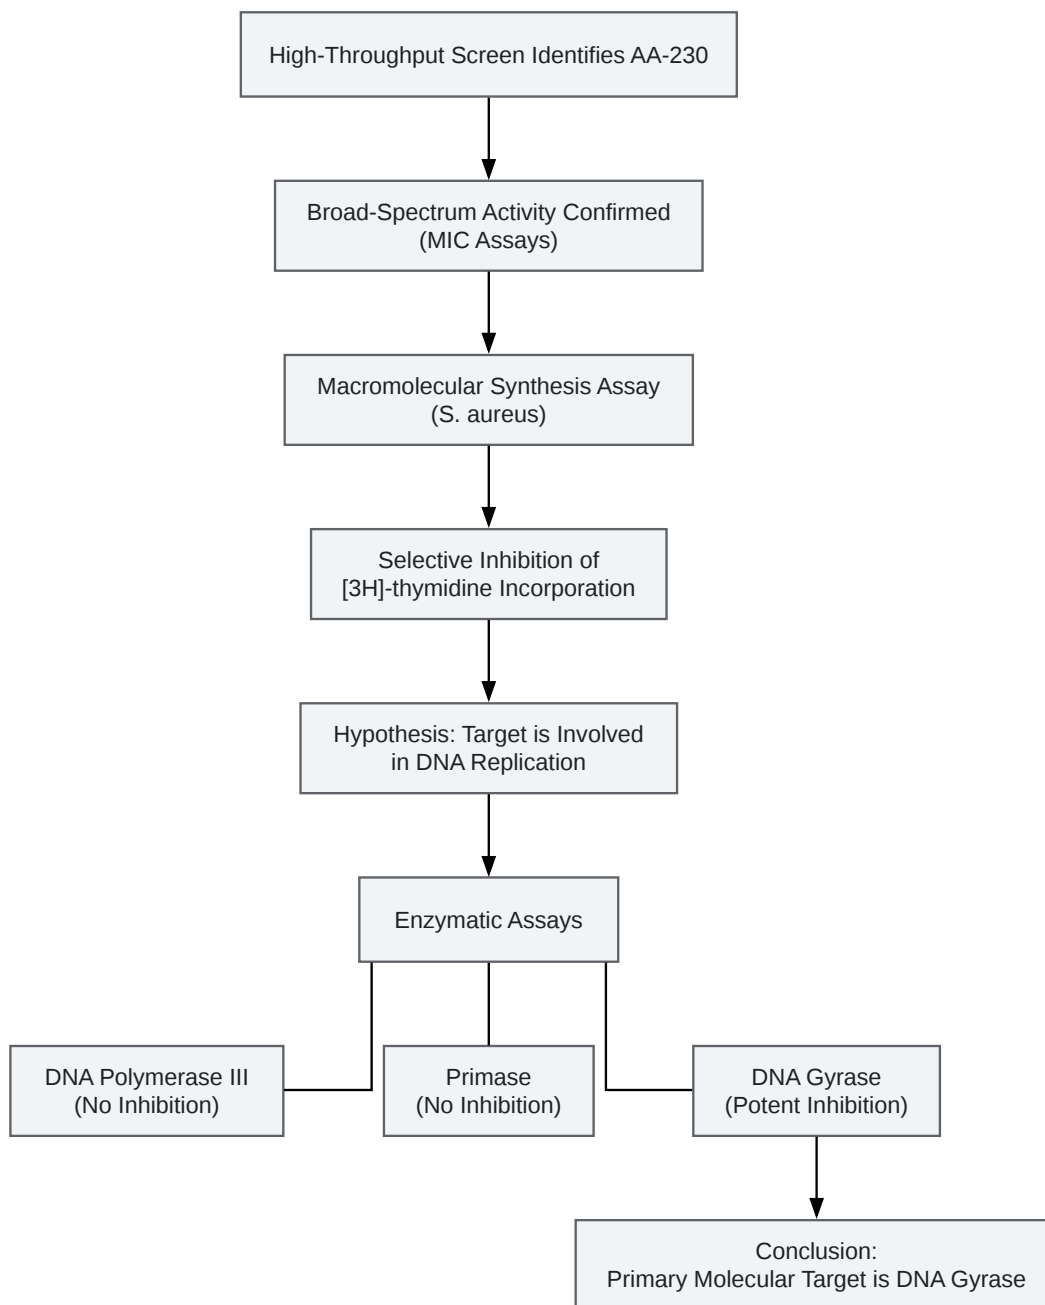 High-Throughput Screen Identifies AA-230
Broad-Spectrum Activity Confirmed
(MIC Assays)
Macromolecular Synthesis Assay
(S. aureus)
Selective Inhibition of
[3H]-thymidine Incorporation
Hypothesis: Target is Involved
in DNA Replication
Enzymatic Assays
DNA Polymerase III
(No Inhibition)
Primase
(No Inhibition)
DNA Gyrase
(Potent Inhibition)
Conclusion:
Primary Molecular Target is DNA Gyrase